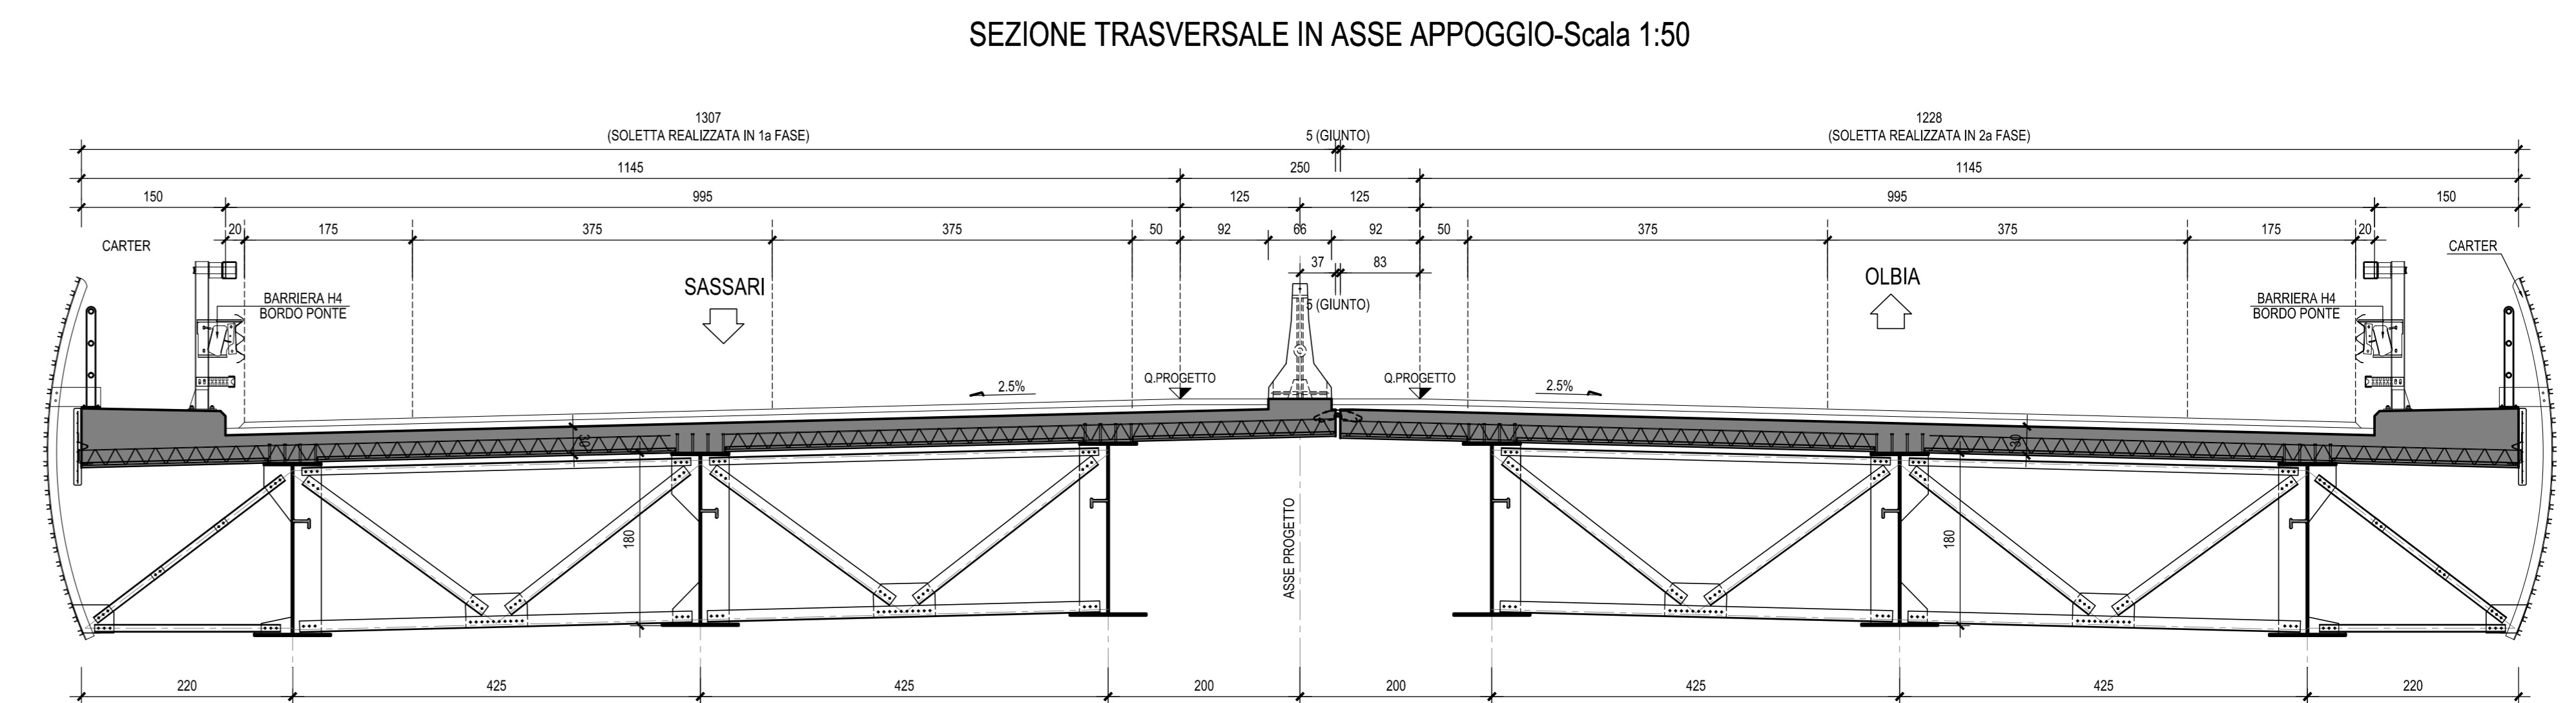 SEZIONE TRASVERSALE IN ASSE APPOGGIO-Scala 1:50
1307
(SOLETTA REALIZZATA IN 1a FASE)
5 (GIUNTO)
1228
(SOLETTA REALIZZATA IN 2a FASE)
1145 250 1145
150 995 125 125 995 150
20 175 375 375 50 92 66 92 50 375 375 175 20
CARTER
CARTER
37 83
5 (GIUNTO)
SASSARI
OLBIA
BARRIERA H4
BORDO PONTE
BARRIERA H4
BORDO PONTE
2.5%
Q.PROGETTO
Q.PROGETTO
2.5%
30
30
180
ASSE PROGETTO
180
220 425 425 200 200 425 425 220